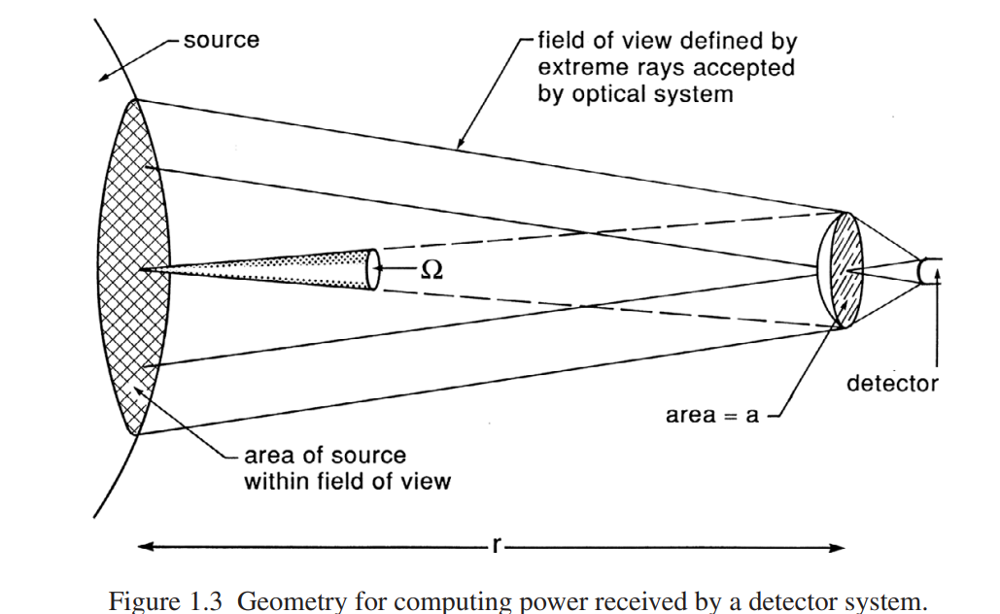 source
field of view defined by
extreme rays accepted
by optical system
Ω
detector
area = a
area of source
within field of view
r
Figure 1.3 Geometry for computing power received by a detector system.